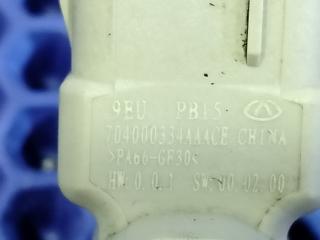 9EU PB15
704000334AAACE CHINA
>PA66-GF30<
HW:0.0.1 SW:00.02.00